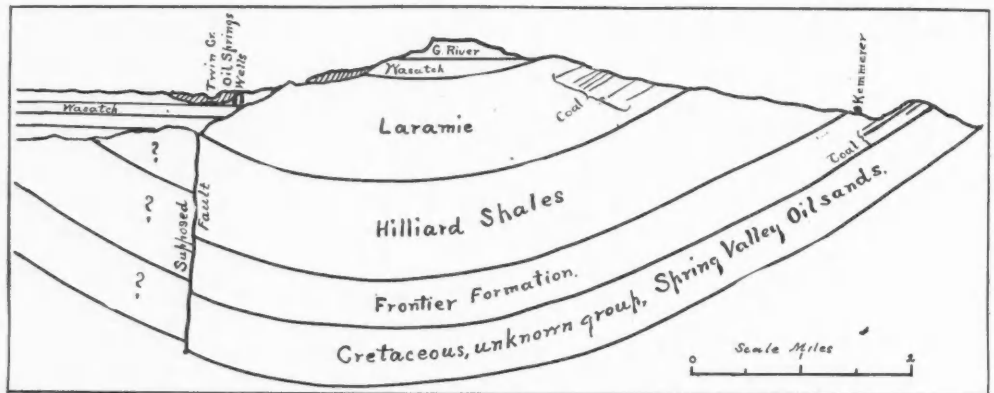 Twin Cr.
Oil Springs
Wells
G. River
Wasatch
Wasatch
Kemmerer
Coal
Laramie
Coal
?
Hilliard Shales
?
Supposed
Fault
?
Frontier Formation.
Cretaceous, unknown group, Spring Valley Oil sands.
Scale Miles
0 2